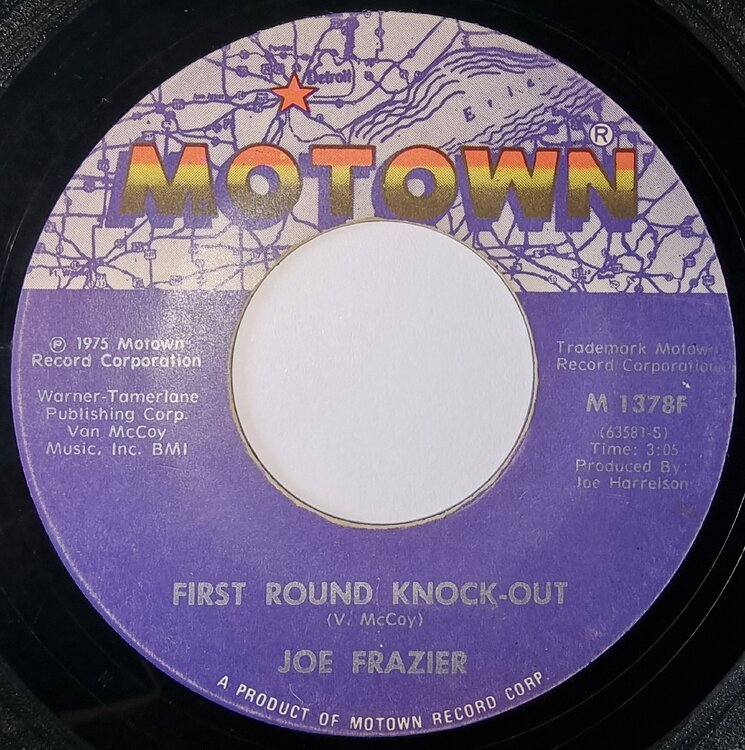 Detroit
Erie
MOTOWN®
℗ 1975 Motown
Record Corporation
Warner-Tamerlane
Publishing Corp.
Van McCoy
Music, Inc. BMI
Trademark Motown
Record Corporation
M 1378F
(63581-S)
Time: 3:05
Produced By:
Joe Harrelson
FIRST ROUND KNOCK-OUT
(V. McCoy)
JOE FRAZIER
A PRODUCT OF MOTOWN RECORD CORP.